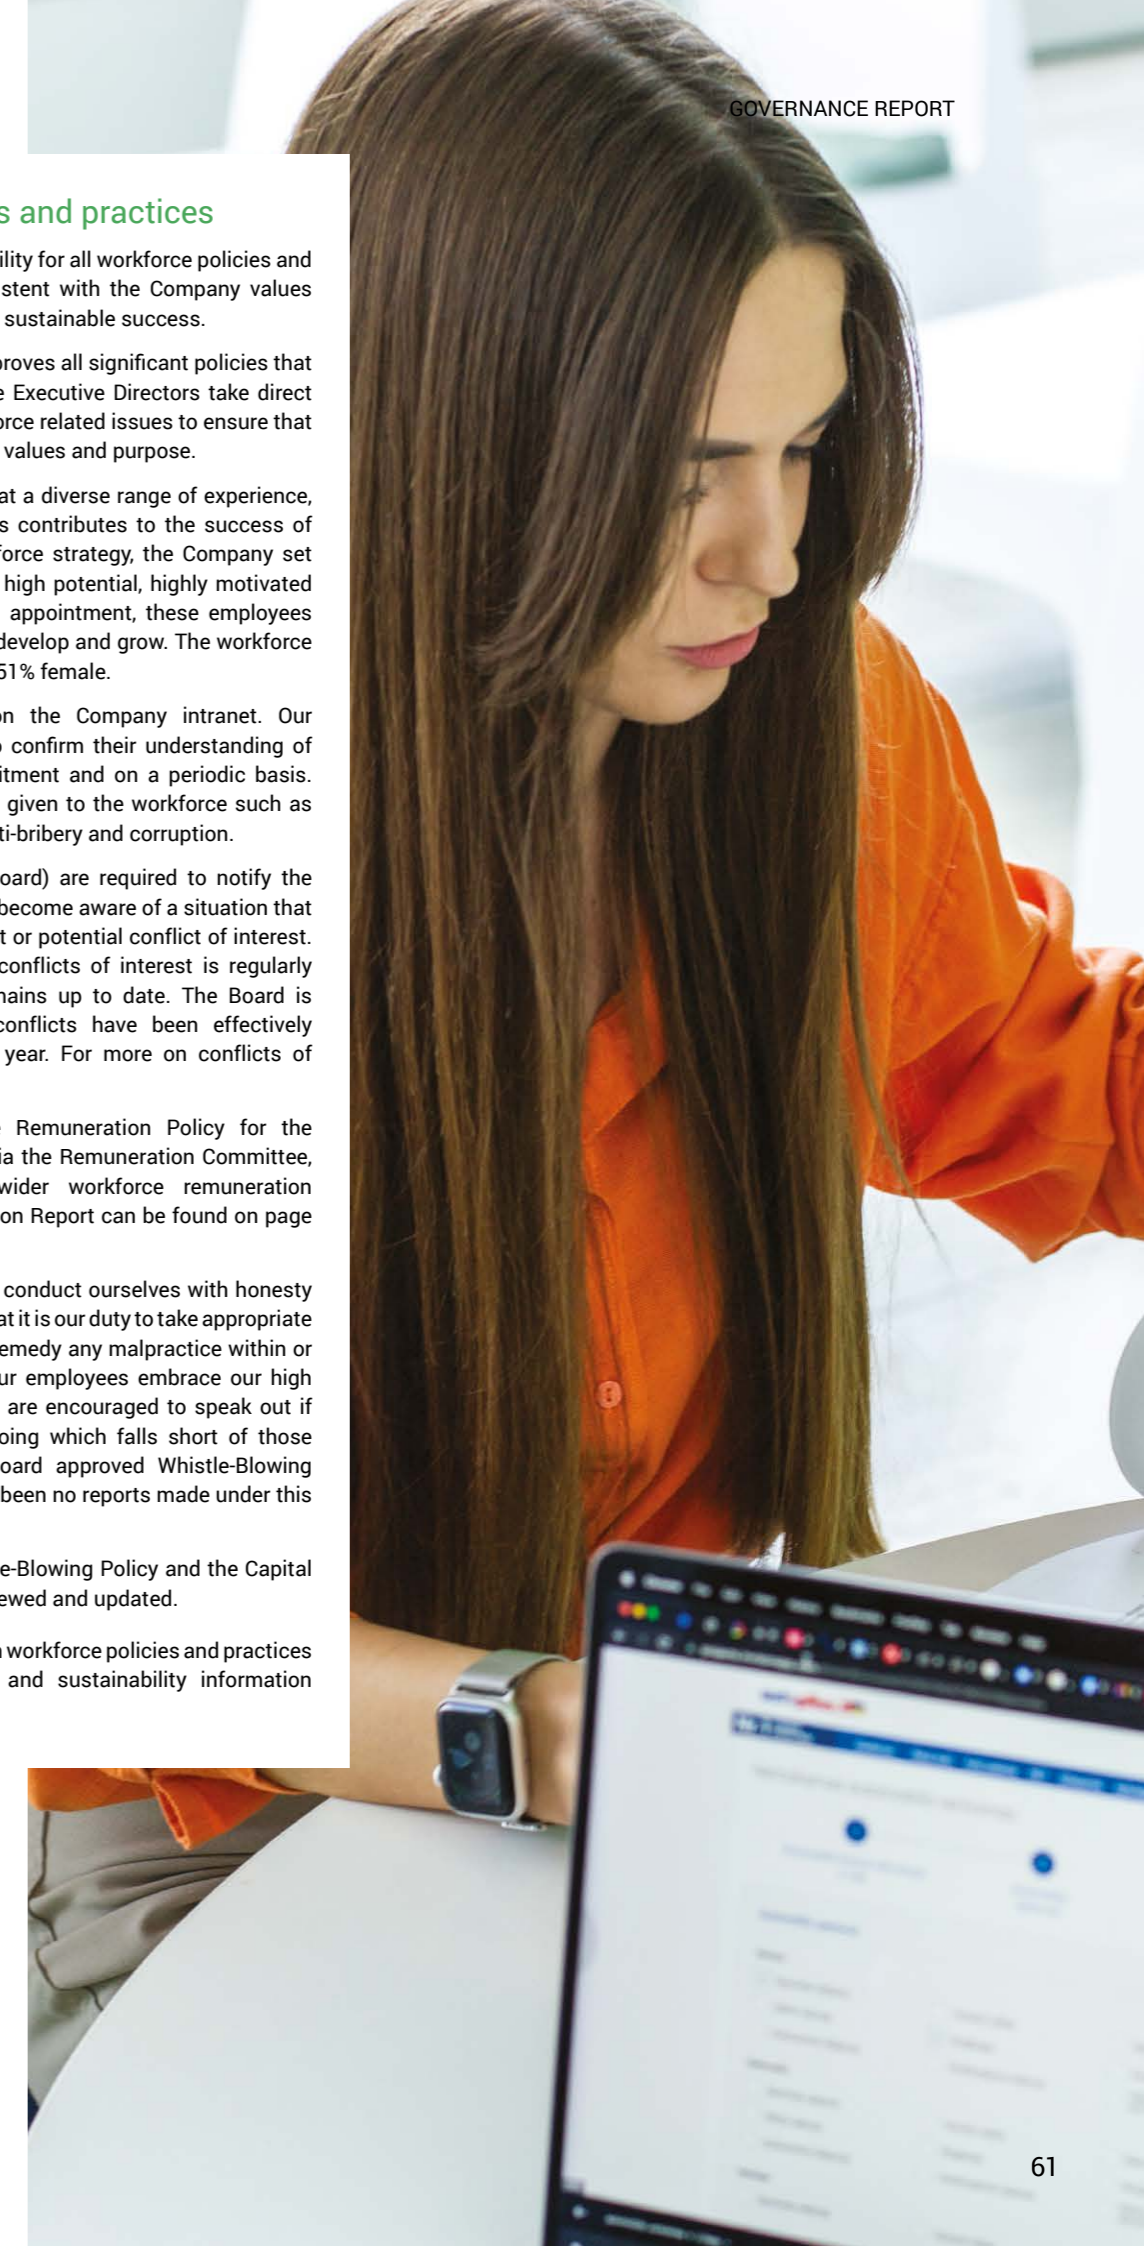 GOVERNANCE REPORT
s and practices
ility for all workforce policies and
stent with the Company values
sustainable success.
proves all significant policies that
e Executive Directors take direct
orce related issues to ensure that
values and purpose.
at a diverse range of experience,
s contributes to the success of
force strategy, the Company set
high potential, highly motivated
appointment, these employees
develop and grow. The workforce
51% female.
on the Company intranet. Our
o confirm their understanding of
itment and on a periodic basis.
given to the workforce such as
ti-bribery and corruption.
oard) are required to notify the
become aware of a situation that
t or potential conflict of interest.
conflicts of interest is regularly
nains up to date. The Board is
conflicts have been effectively
year. For more on conflicts of
e Remuneration Policy for the
ia the Remuneration Committee,
wider workforce remuneration
on Report can be found on page
conduct ourselves with honesty
at it is our duty to take appropriate
emedy any malpractice within or
ur employees embrace our high
are encouraged to speak out if
oing which falls short of those
oard approved Whistle-Blowing
been no reports made under this
e-Blowing Policy and the Capital
ewed and updated.
n workforce policies and practices
and sustainability information
61